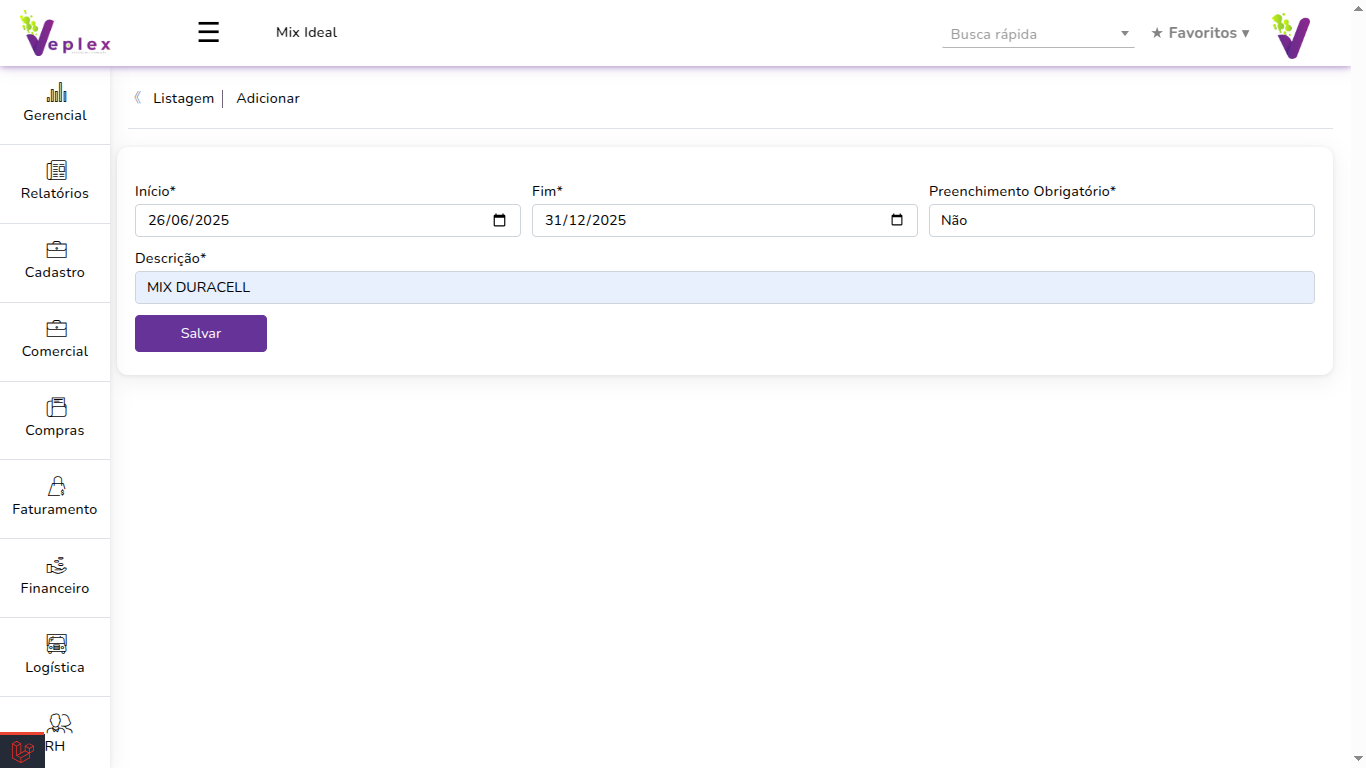 Veplex
☰
Mix Ideal
Busca rápida
★ Favoritos ▾
Gerencial
Relatórios
Cadastro
Comercial
Compras
Faturamento
Financeiro
Logística
RH
《 Listagem | Adicionar
Início*
Fim*
Preenchimento Obrigatório*
26/06/2025
31/12/2025
Não
Descrição*
MIX DURACELL
Salvar